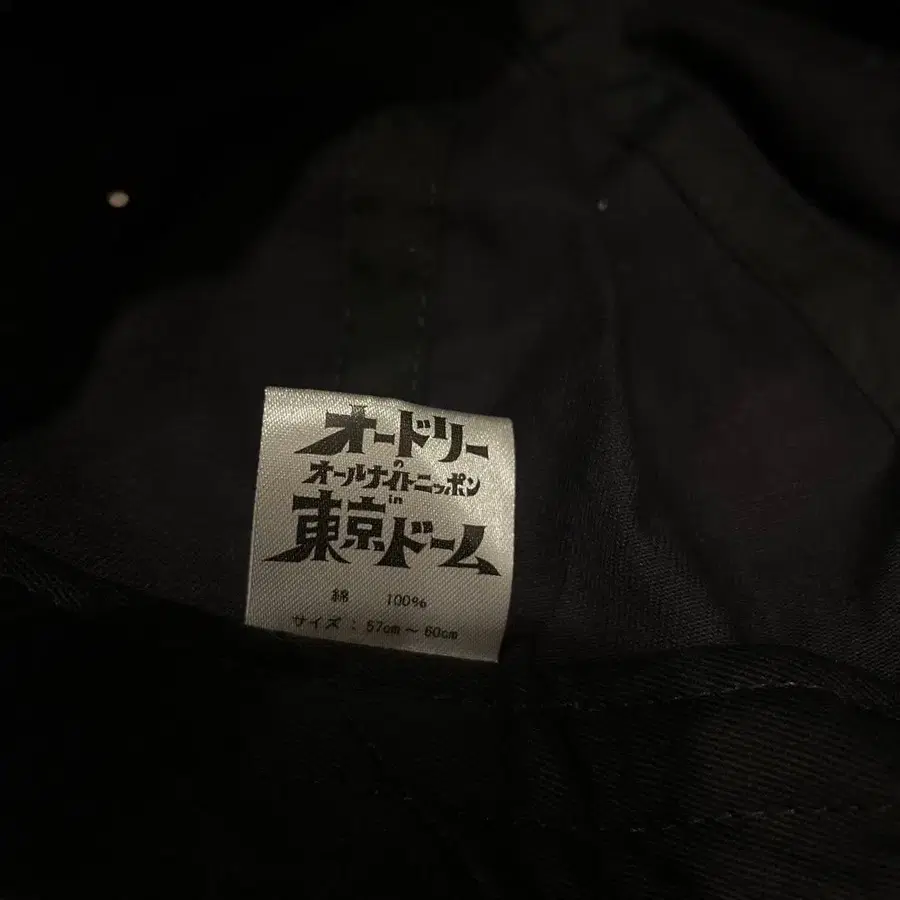 オードリー
の
オールナイトニッポン
in
東京ドーム
綿 100%
サイズ：57cm～60cm